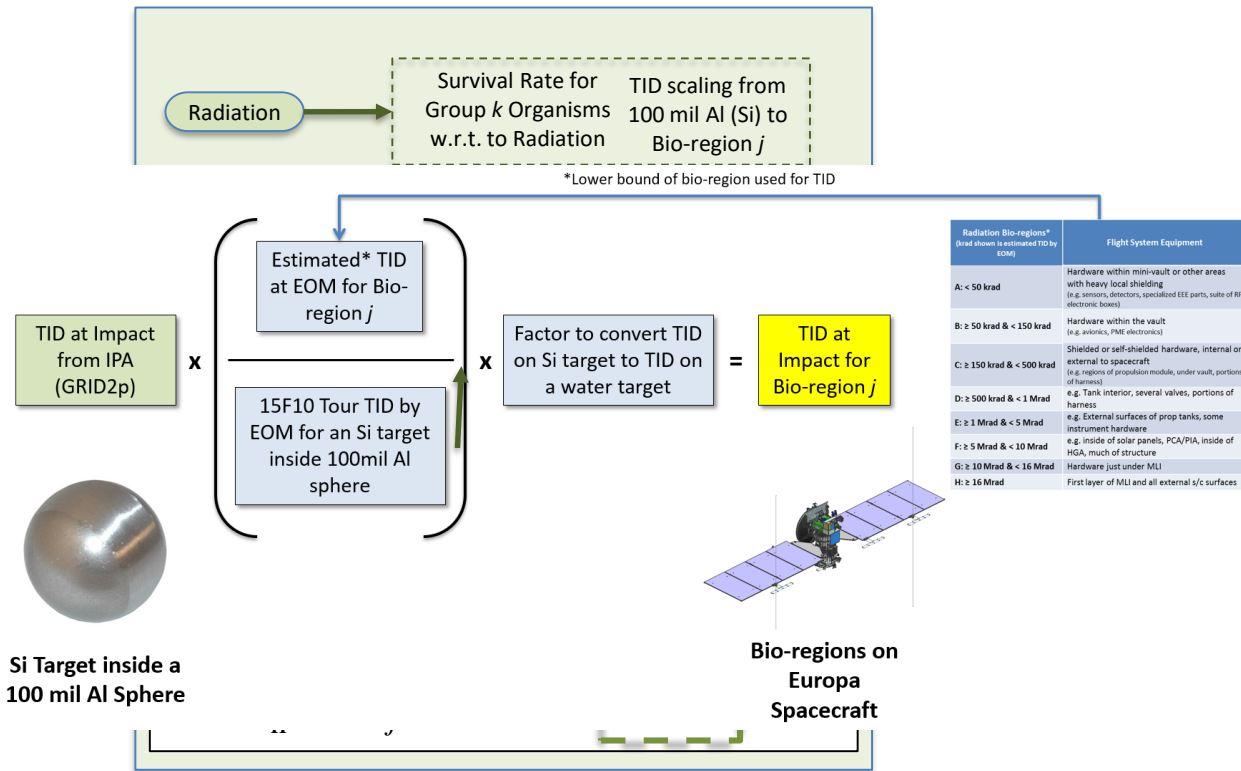 Radiation
Survival Rate for
Group k Organisms
w.r.t. to Radiation
TID scaling from
100 mil Al (Si) to
Bio-region j
*Lower bound of bio-region used for TID
TID at Impact
from IPA
(GRID2p)
x
Estimated* TID
at EOM for Bio-
region j
15F10 Tour TID by
EOM for an Si target
inside 100mil Al
sphere
x
Factor to convert TID
on Si target to TID on
a water target
=
TID at
Impact for
Bio-region j
Radiation Bio-regions*
(krad shown is estimated TID by
EOM)
Flight System Equipment
A: < 50 krad
Hardware within mini-vault or other areas
with heavy local shielding
(e.g. sensors, detectors, specialized EEE parts, suite of RF
electronic boxes)
B: ≥ 50 krad & < 150 krad
Hardware within the vault
(e.g. avionics, PME electronics)
C: ≥ 150 krad & < 500 krad
Shielded or self-shielded hardware, internal or
external to spacecraft
(e.g. regions of propulsion module, under vault, portions
of harness)
D: ≥ 500 krad & < 1 Mrad
e.g. Tank interior, several valves, portions of
harness
E: ≥ 1 Mrad & < 5 Mrad
e.g. External surfaces of prop tanks, some
instrument hardware
F: ≥ 5 Mrad & < 10 Mrad
e.g. inside of solar panels, PCA/PIA, inside of
HGA, much of structure
G: ≥ 10 Mrad & < 16 Mrad
Hardware just under MLI
H: ≥ 16 Mrad
First layer of MLI and all external s/c surfaces
Si Target inside a
100 mil Al Sphere
Bio-regions on
Europa
Spacecraft